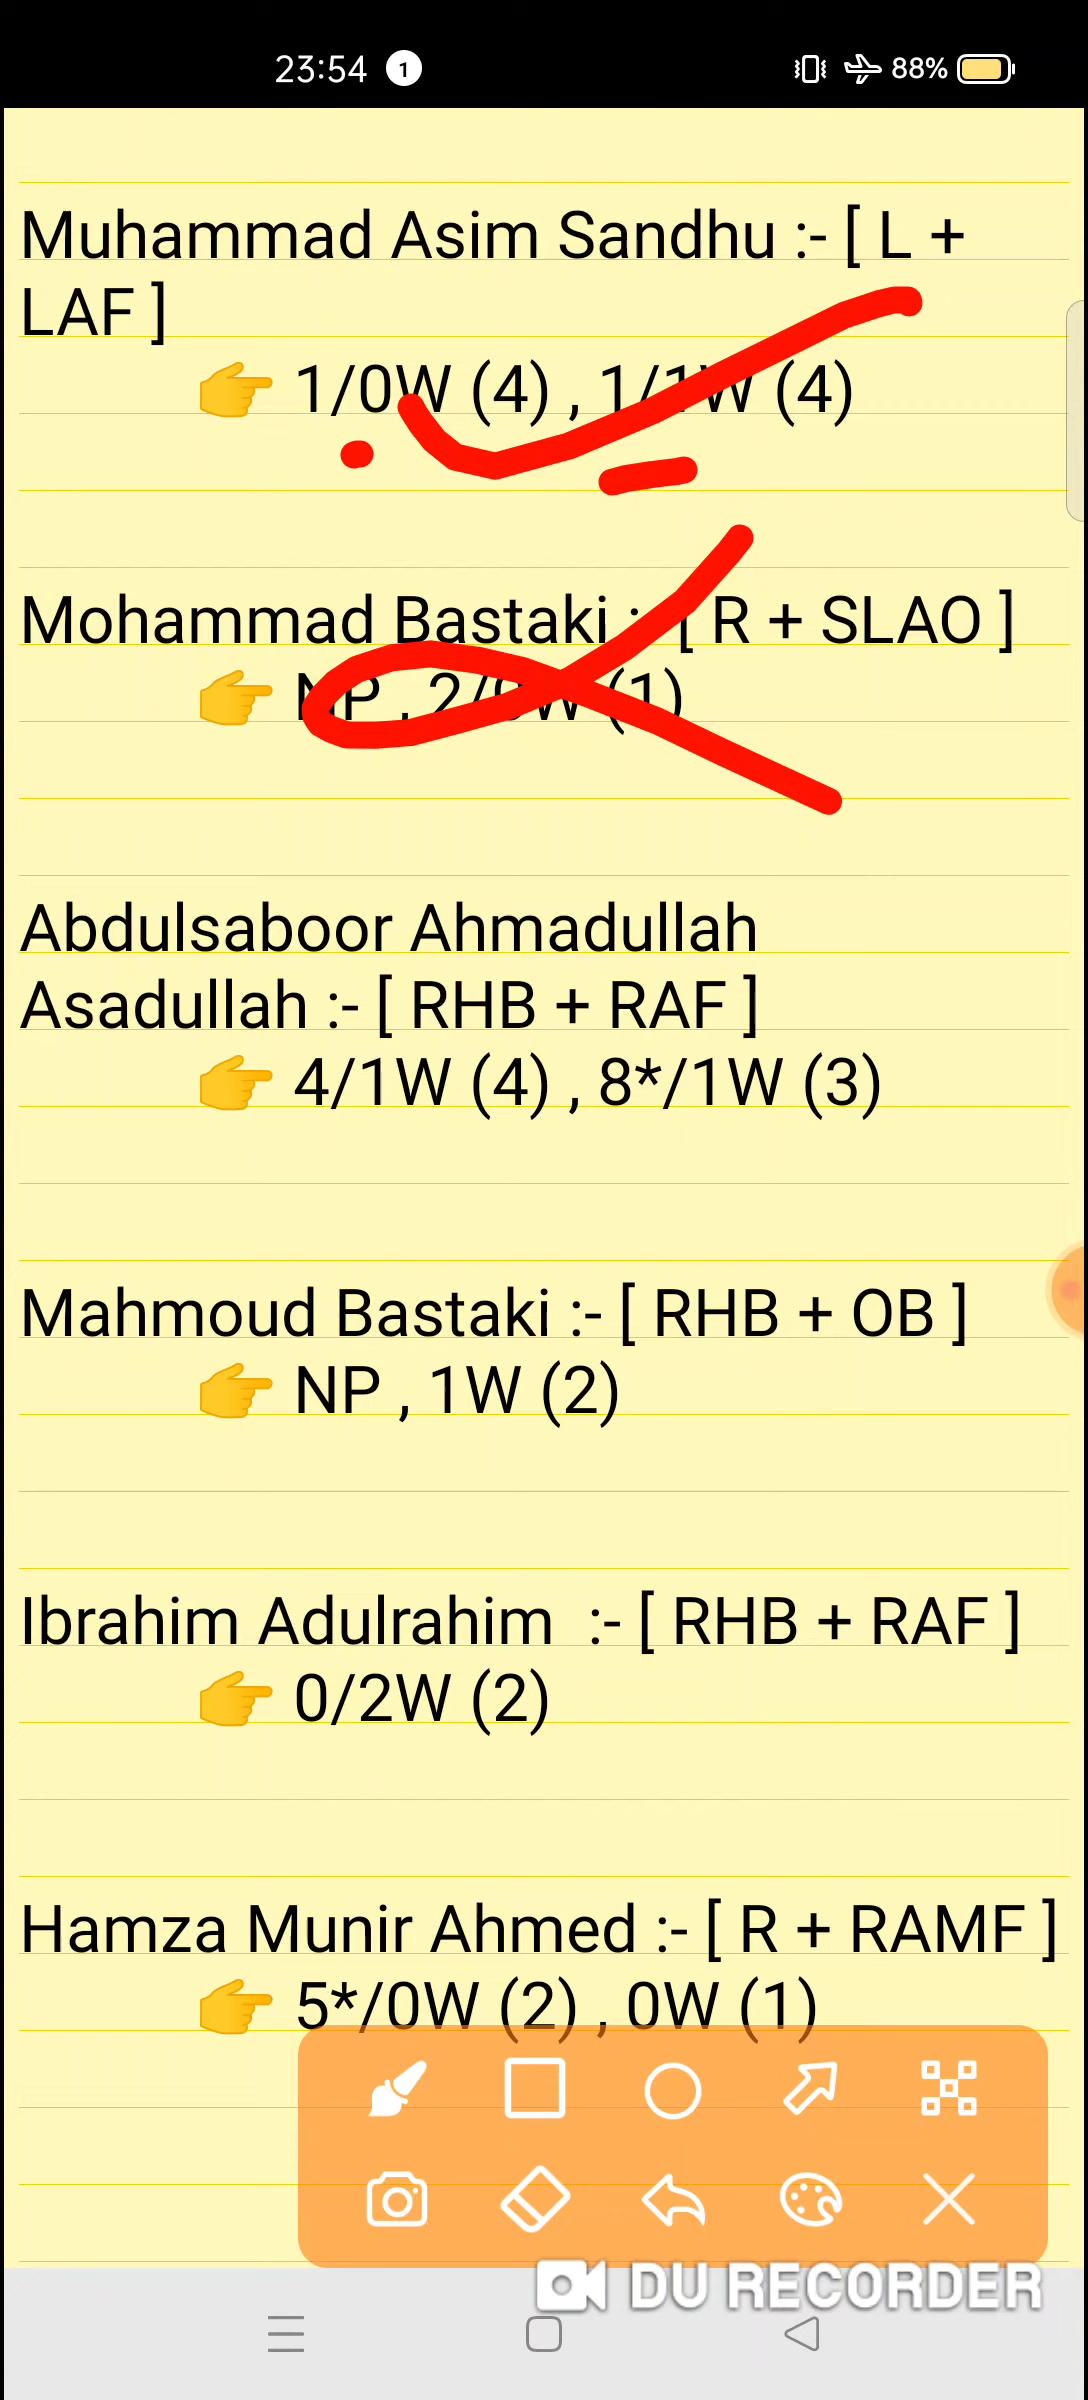 23:54 1 88%
Muhammad Asim Sandhu :- [ L +
LAF ]
👉 1/0W (4) , 1/1W (4)
Mohammad Bastaki :- [ R + SLAO ]
👉 NP , 2/0W (1)
Abdulsaboor Ahmadullah
Asadullah :- [ RHB + RAF ]
👉 4/1W (4) , 8*/1W (3)
Mahmoud Bastaki :- [ RHB + OB ]
👉 NP , 1W (2)
Ibrahim Adulrahim :- [ RHB + RAF ]
👉 0/2W (2)
Hamza Munir Ahmed :- [ R + RAMF ]
👉 5*/0W (2) , 0W (1)
DU RECORDER